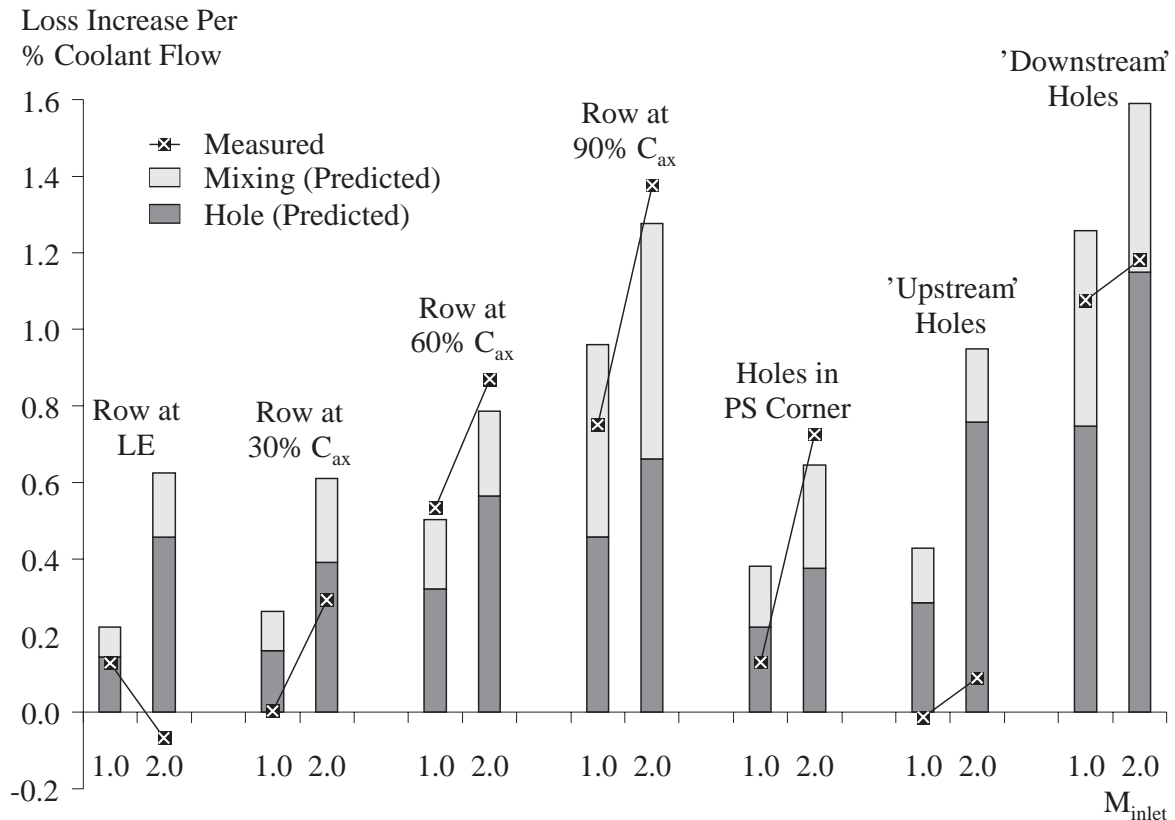 Loss Increase Per
% Coolant Flow
’Downstream’
Holes
1.6
Row at
90% Cax
Measured
Mixing (Predicted)
Hole (Predicted)
1.4
1.2
’Upstream’
Holes
Row at
60% Cax
1.0
Holes in
PS Corner
0.8
Row at
LE
Row at
30% Cax
0.6
0.4
0.2
0.0
1.0 2.0 1.0 2.0 1.0 2.0 1.0 2.0 1.0 2.0 1.0 2.0 1.0 2.0
-0.2
Minlet